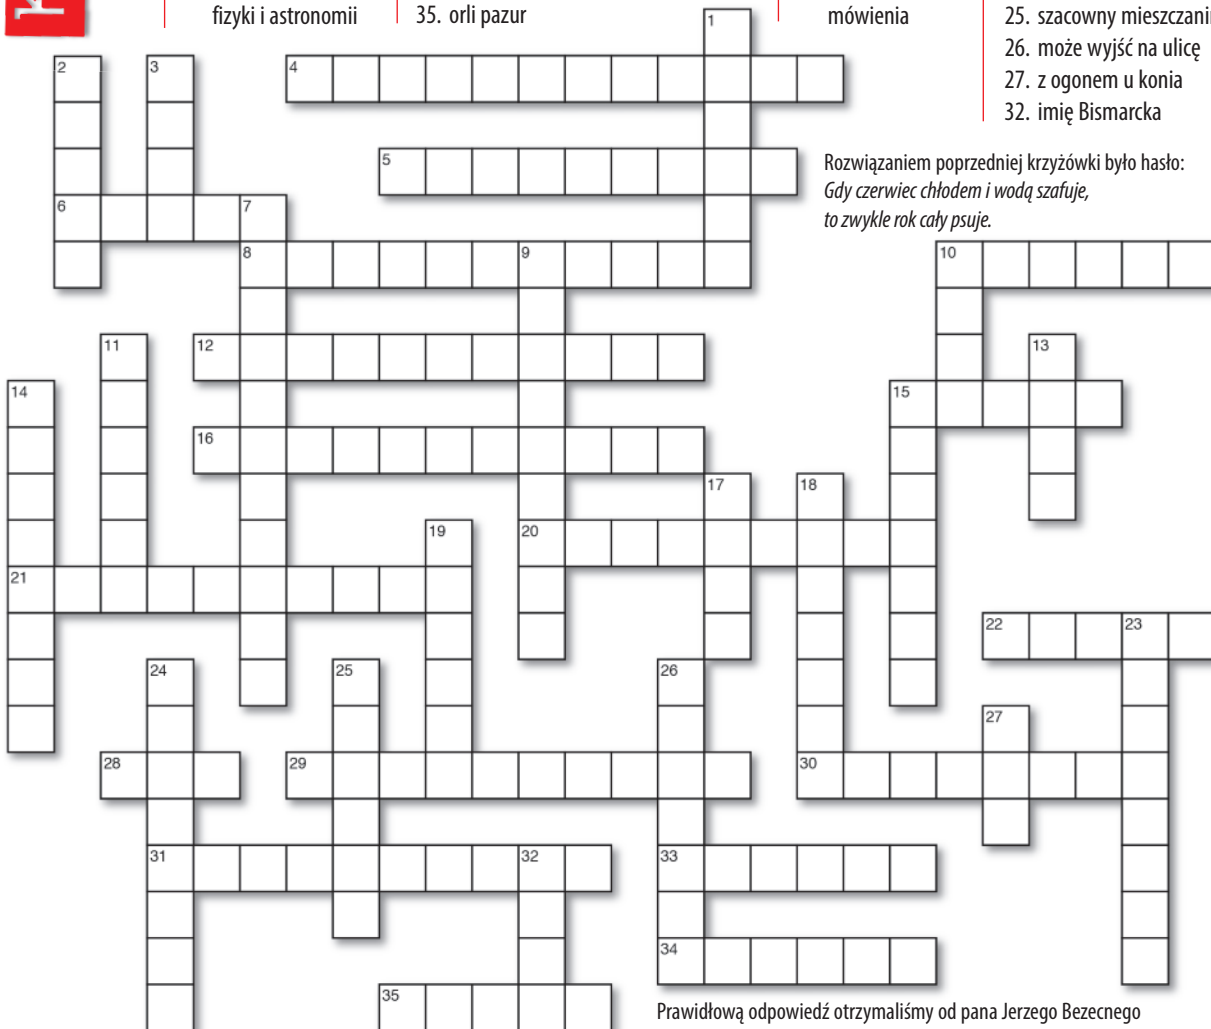 fizyki i astronomii
35. orli pazur
mówienia
25. szacowny mieszczanin
26. może wyjść na ulicę
27. z ogonem u konia
32. imię Bismarcka
Rozwiązaniem poprzedniej krzyżówki było hasło:
Gdy czerwiec chłodem i wodą szafuje,
to zwykle rok cały psuje.
1
2 3 4
5
6 7
8 9 10
11 12 13
14 15
16
17 18
19 20
21
22 23
24 25 26
27
28 29 30
31 32 33
34
35
Prawidłową odpowiedź otrzymaliśmy od pana Jerzego Bezecnego